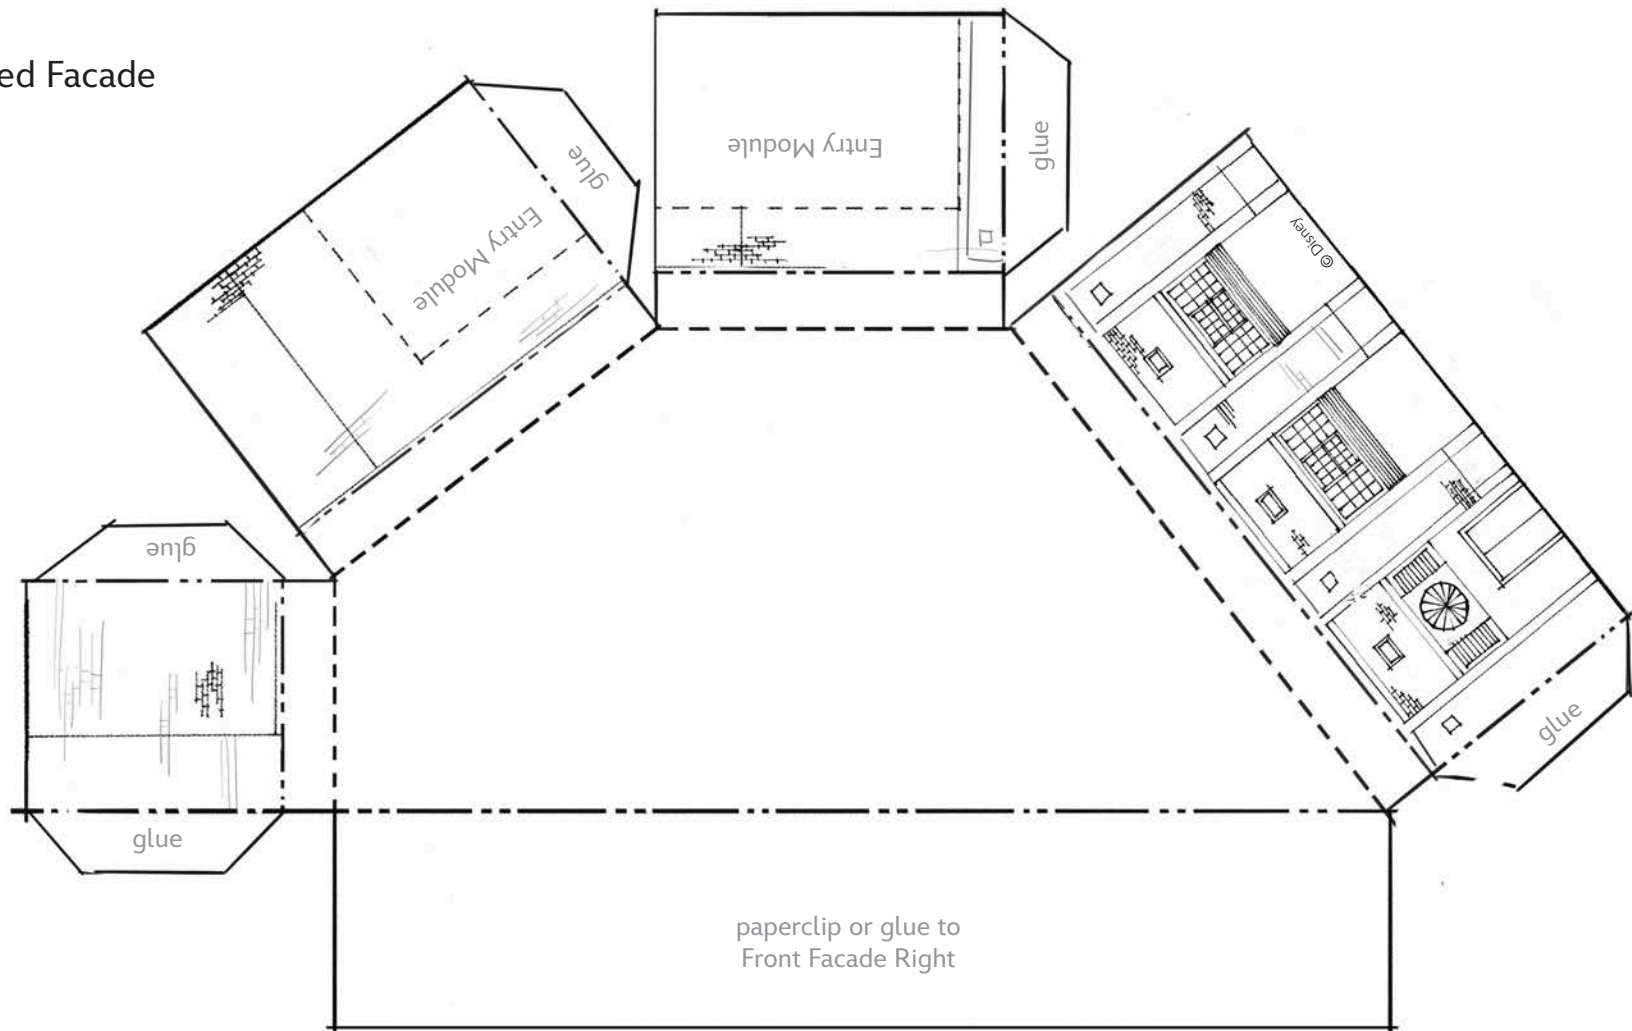 ed Facade
glue
Entry Module
Entry Module
glue
© Disney
glue
glue
glue
paperclip or glue to
Front Facade Right